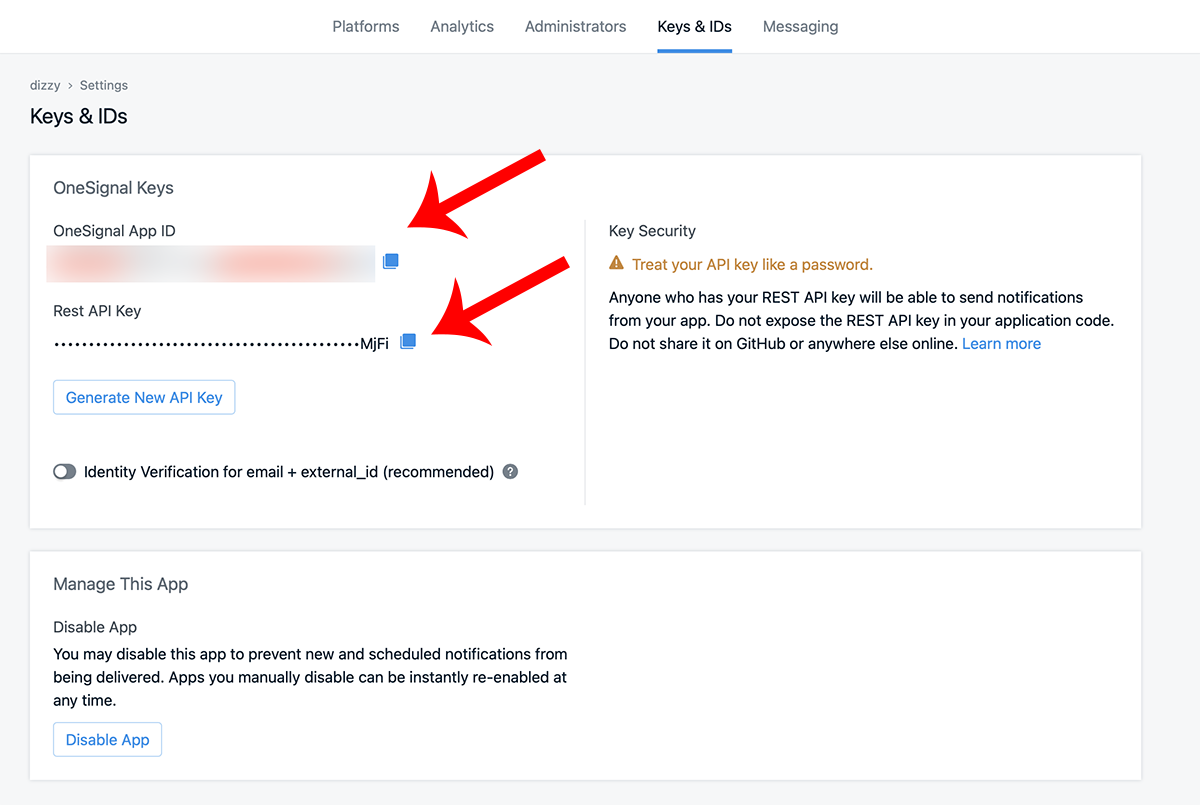 Platforms Analytics Administrators Keys & IDs Messaging
dizzy › Settings
Keys & IDs
OneSignal Keys
OneSignal App ID
Rest API Key
••••••••••••••••••••••••••••••••••••••••••••MjFi
Generate New API Key
Identity Verification for email + external_id (recommended) ?
Key Security
Treat your API key like a password.
Anyone who has your REST API key will be able to send notifications
from your app. Do not expose the REST API key in your application code.
Do not share it on GitHub or anywhere else online. Learn more
Manage This App
Disable App
You may disable this app to prevent new and scheduled notifications from
being delivered. Apps you manually disable can be instantly re-enabled at
any time.
Disable App